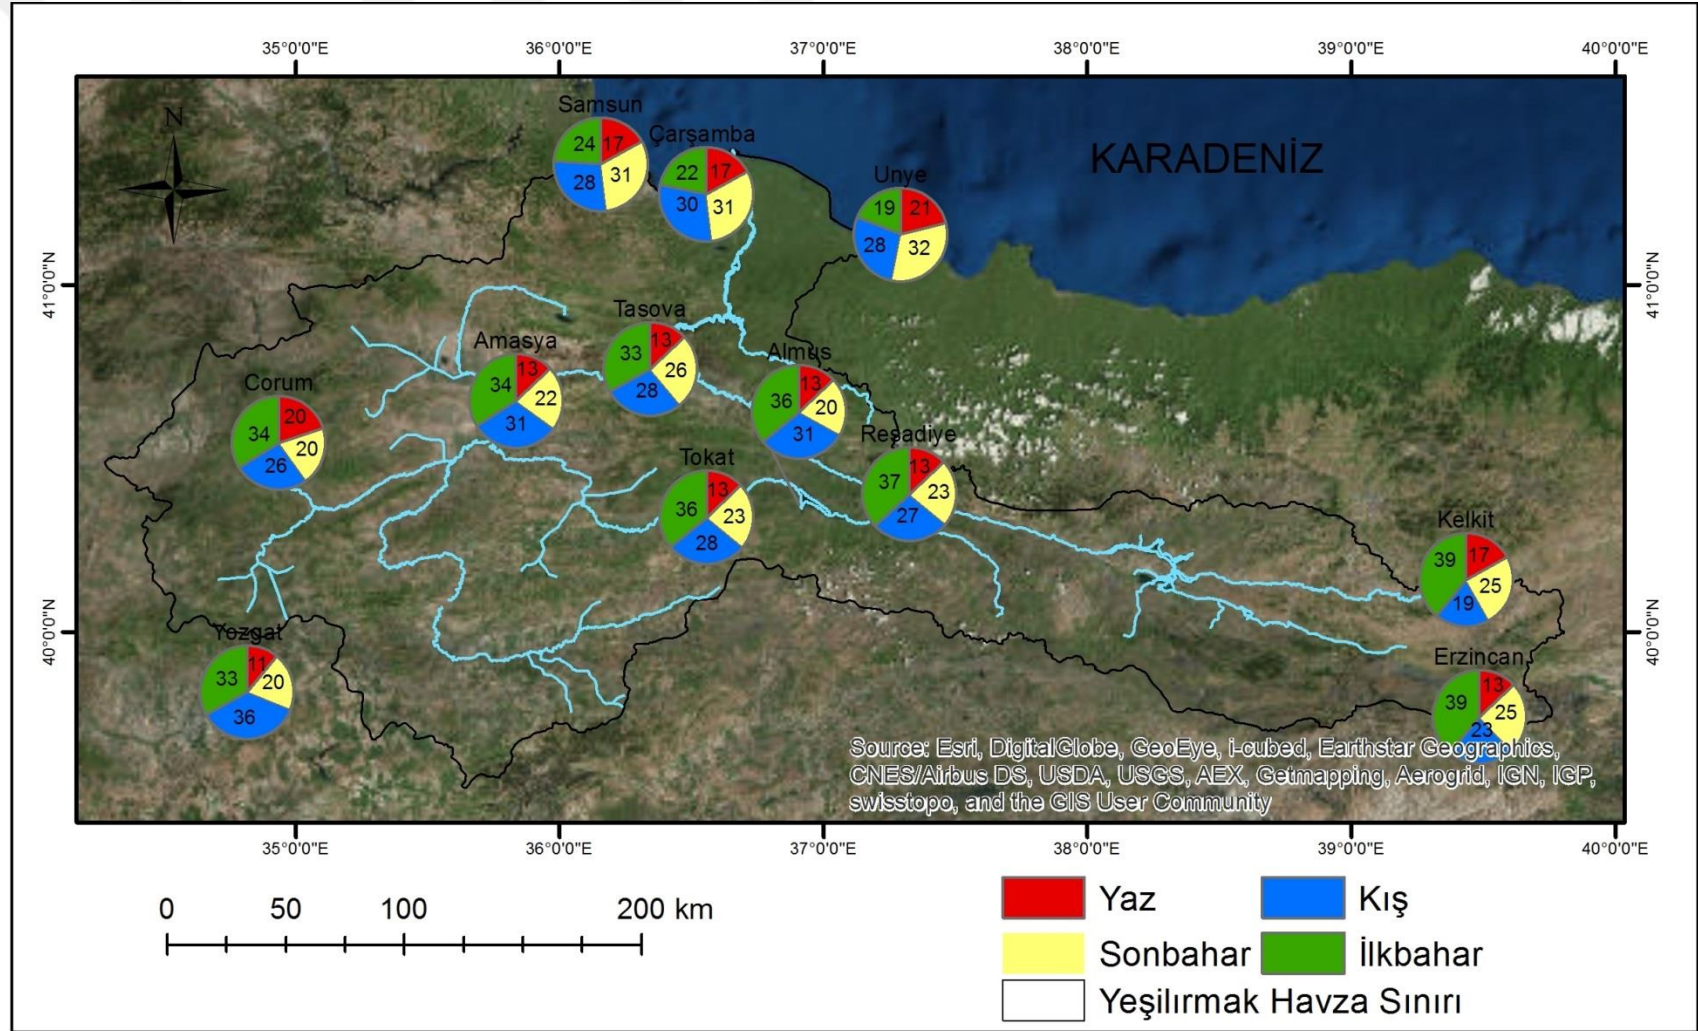 35°0'0"E 36°0'0"E 37°0'0"E 38°0'0"E 39°0'0"E 40°0'0"E
N
KARADENİZ
Samsun
24 17
28 31
Çarşamba
22 17
30 31
Unye
19 21
28 32
41°0'0"N
41°0'0"N
Tasova
33 13
28 26
Amasya
34 13
31 22
Almus
36 13
31 20
Corum
34 20
26 20
Reşadiye
37 13
27 23
Tokat
36 13
28 23
Kelkit
39 17
19 25
40°0'0"N
40°0'0"N
Yozgat
33 11
36 20
Erzincan
39 13
23 25
Source: Esri, DigitalGlobe, GeoEye, i-cubed, Earthstar Geographics,
CNES/Airbus DS, USDA, USGS, AEX, Getmapping, Aerogrid, IGN, IGP,
swisstopo, and the GIS User Community
35°0'0"E 36°0'0"E 37°0'0"E 38°0'0"E 39°0'0"E 40°0'0"E
0 50 100 200 km
Yaz Kış
Sonbahar İlkbahar
Yeşilırmak Havza Sınırı